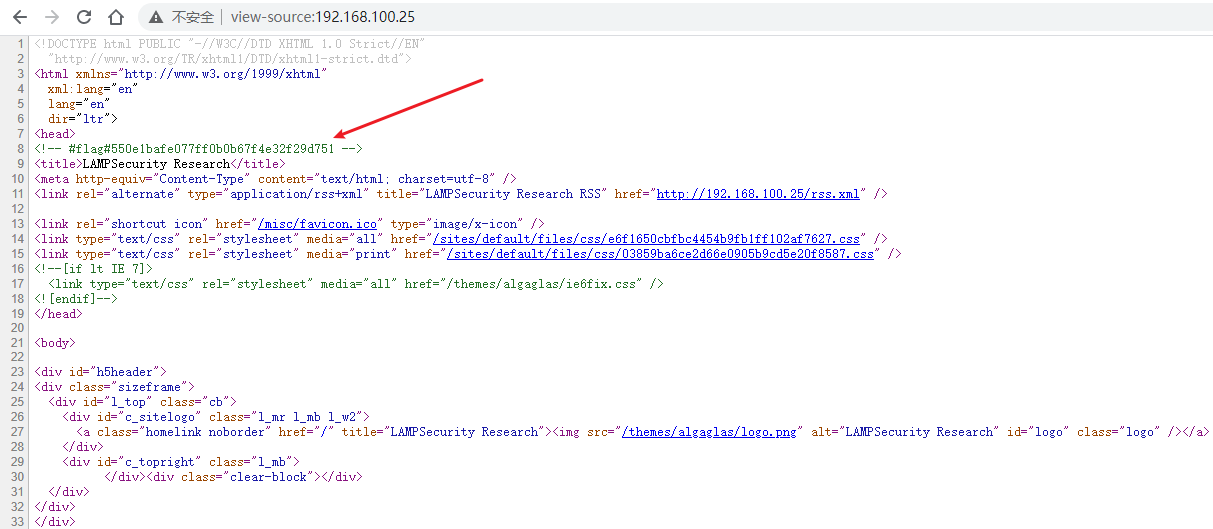 不安全 | view-source:192.168.100.25
1 <!DOCTYPE html PUBLIC "-//W3C//DTD XHTML 1.0 Strict//EN"
2 "http://www.w3.org/TR/xhtml1/DTD/xhtml1-strict.dtd">
3 <html xmlns="http://www.w3.org/1999/xhtml"
4 xml:lang="en"
5 lang="en"
6 dir="ltr">
7 <head>
8 <!-- #flag#550e1bafe077ff0b0b67f4e32f29d751 -->
9 <title>LAMPSecurity Research</title>
10 <meta http-equiv="Content-Type" content="text/html; charset=utf-8" />
11 <link rel="alternate" type="application/rss+xml" title="LAMPSecurity Research RSS" href="http://192.168.100.25/rss.xml" />
12
13 <link rel="shortcut icon" href="/misc/favicon.ico" type="image/x-icon" />
14 <link type="text/css" rel="stylesheet" media="all" href="/sites/default/files/css/e6f1650cbfbc4454b9fb1ff102af7627.css" />
15 <link type="text/css" rel="stylesheet" media="print" href="/sites/default/files/css/03859ba6ce2d66e0905b9cd5e20f8587.css" />
16 <!--[if lt IE 7]>
17 <link type="text/css" rel="stylesheet" media="all" href="/themes/algaglas/ie6fix.css" />
18 <![endif]-->
19 </head>
20
21 <body>
22
23 <div id="h5header">
24 <div class="sizeframe">
25 <div id="l_top" class="cb">
26 <div id="c_sitelogo" class="l_mr l_mb l_w2">
27 <a class="homelink noborder" href="/" title="LAMPSecurity Research"><img src="/themes/algaglas/logo.png" alt="LAMPSecurity Research" id="logo" class="logo" /></a>
28 </div>
29 <div id="c_topright" class="l_mb">
30 </div><div class="clear-block"></div>
31 </div>
32 </div>
33 </div>